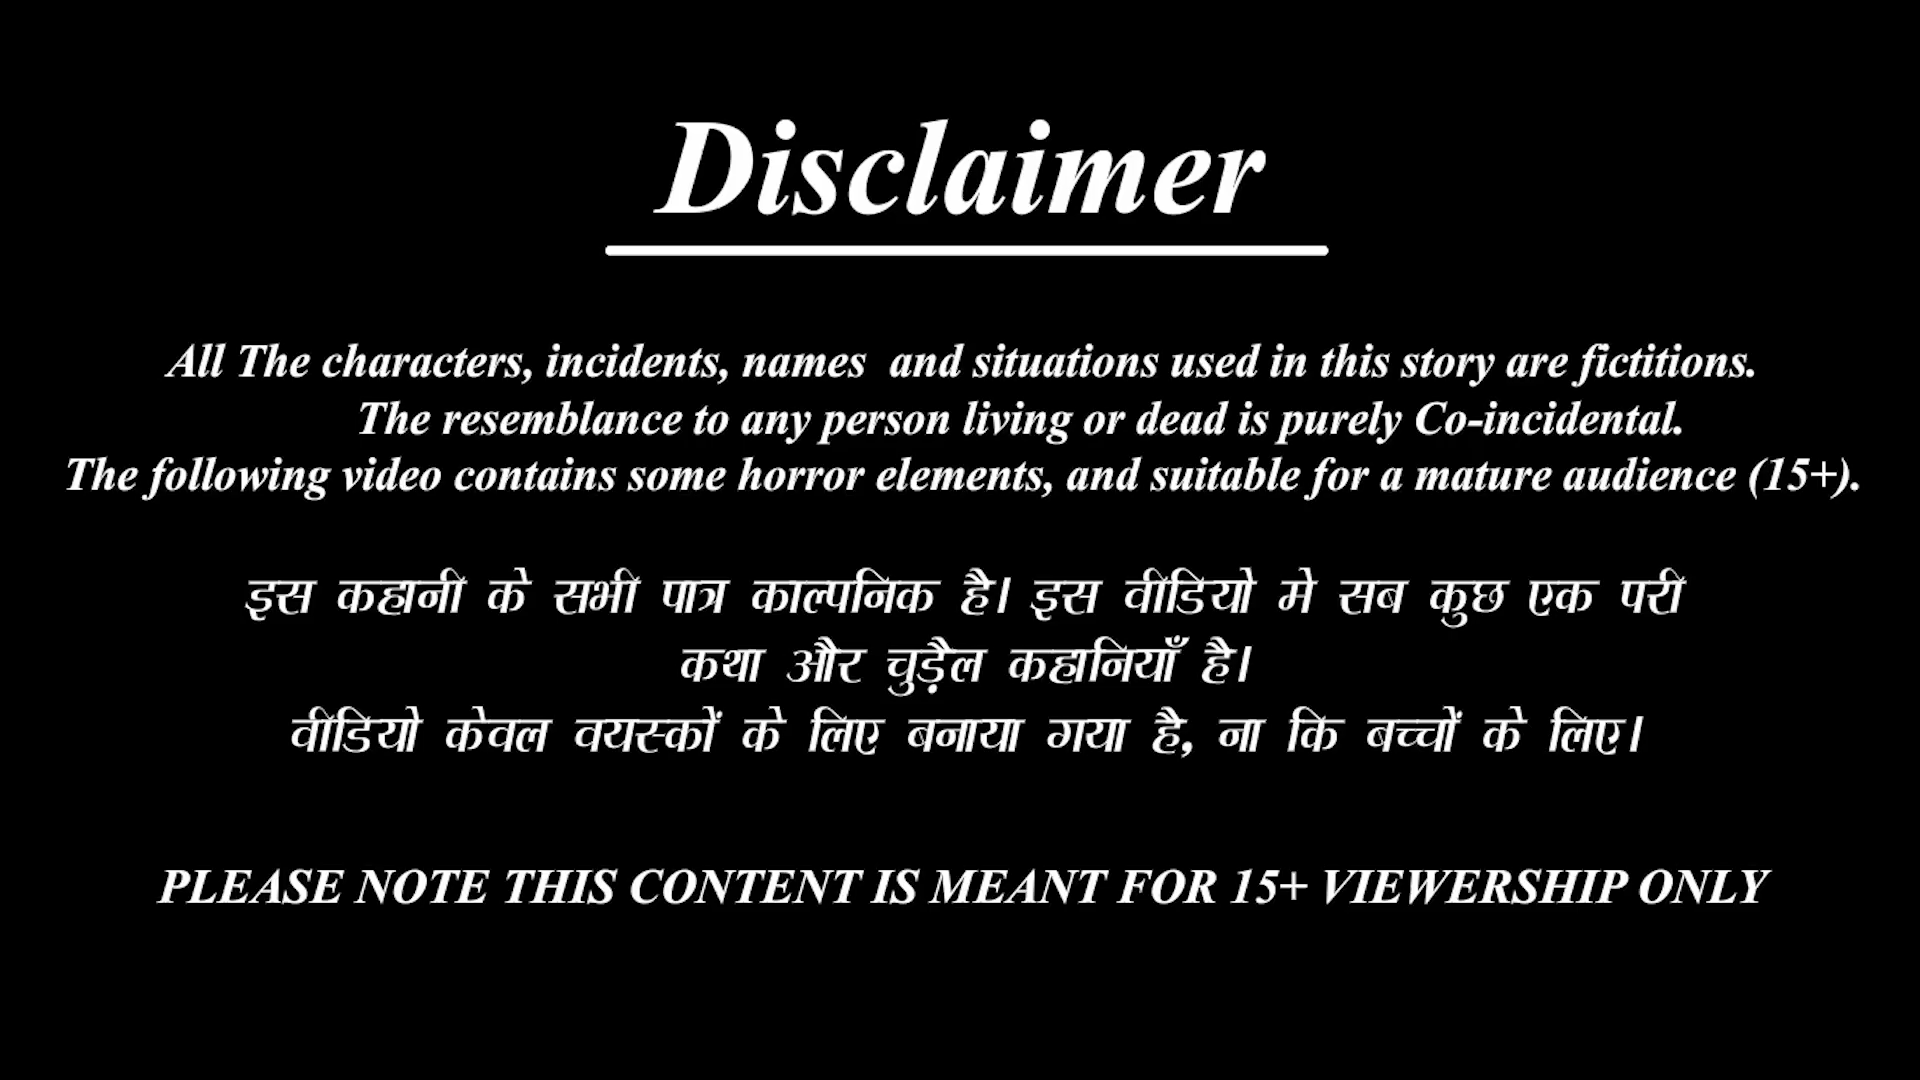 Disclaimer
All The characters, incidents, names  and situations used in this story are fictitions.
The resemblance to any person living or dead is purely Co-incidental.
The following video contains some horror elements, and suitable for a mature audience (15+).
इस कहानी के सभी पात्र काल्पनिक है। इस वीडियो मे सब कुछ एक परी
कथा और चुड़ैल कहानियाँ है।
वीडियो केवल वयस्कों के लिए बनाया गया है, ना कि बच्चों के लिए।
PLEASE NOTE THIS CONTENT IS MEANT FOR 15+ VIEWERSHIP ONLY